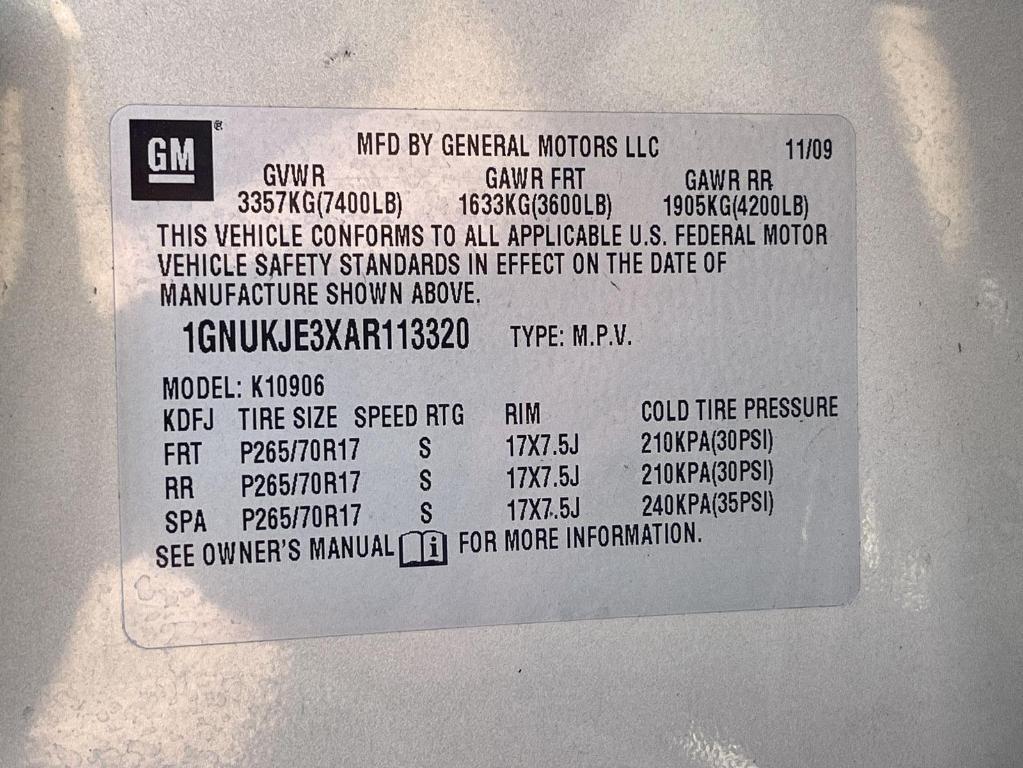 GM®
MFD BY GENERAL MOTORS LLC 11/09
GVWR GAWR FRT GAWR RR
3357KG(7400LB) 1633KG(3600LB) 1905KG(4200LB)
THIS VEHICLE CONFORMS TO ALL APPLICABLE U.S. FEDERAL MOTOR
VEHICLE SAFETY STANDARDS IN EFFECT ON THE DATE OF
MANUFACTURE SHOWN ABOVE.
1GNUKJE3XAR113320 TYPE: M.P.V.
MODEL: K10906
KDFJ TIRE SIZE SPEED RTG RIM COLD TIRE PRESSURE
FRT P265/70R17 S 17X7.5J 210KPA(30PSI)
RR P265/70R17 S 17X7.5J 210KPA(30PSI)
SPA P265/70R17 S 17X7.5J 240KPA(35PSI)
SEE OWNER'S MANUAL i FOR MORE INFORMATION.